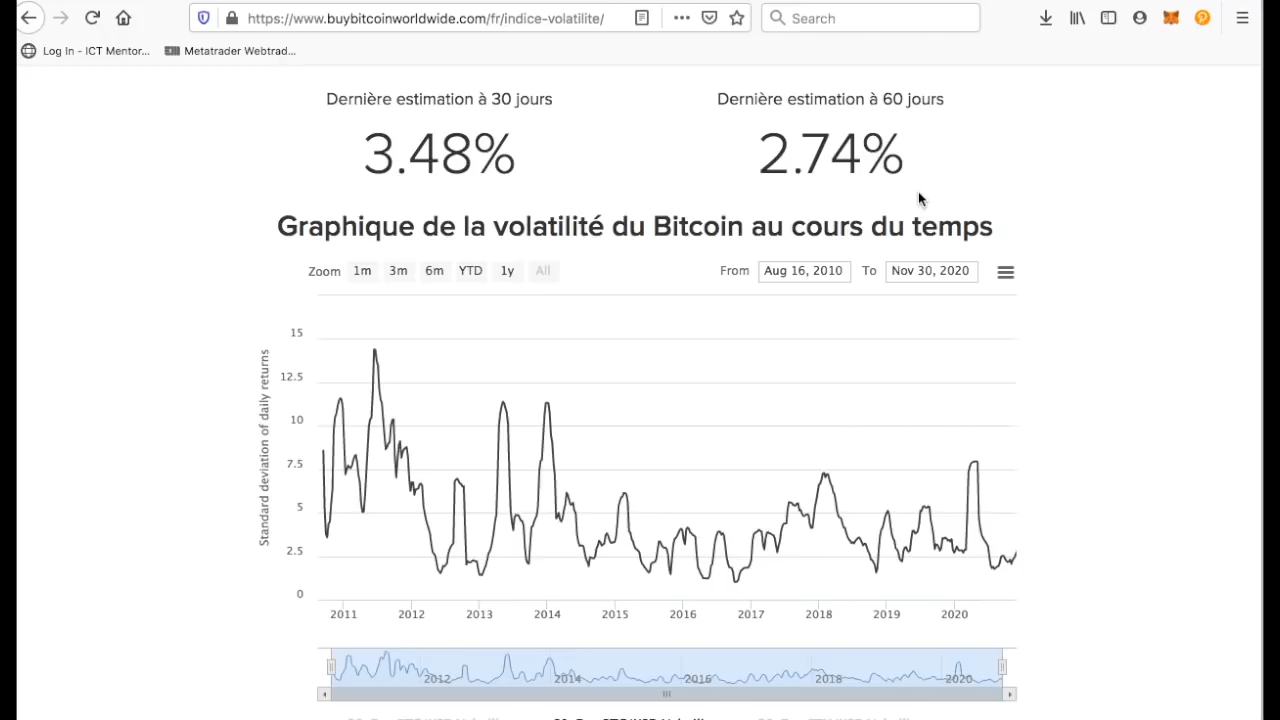 https://www.buybitcoinworldwide.com/fr/indice-volatilite/
Search
Log In - ICT Mentor...
Metatrader Webtrad...
Dernière estimation à 30 jours
Dernière estimation à 60 jours
3.48%
2.74%
Graphique de la volatilité du Bitcoin au cours du temps
Zoom 1m 3m 6m YTD 1y All
From Aug 16, 2010 To Nov 30, 2020
Standard deviation of daily returns
15
12.5
10
7.5
5
2.5
0
2011 2012 2013 2014 2015 2016 2017 2018 2019 2020
2012 2014 2016 2018 2020